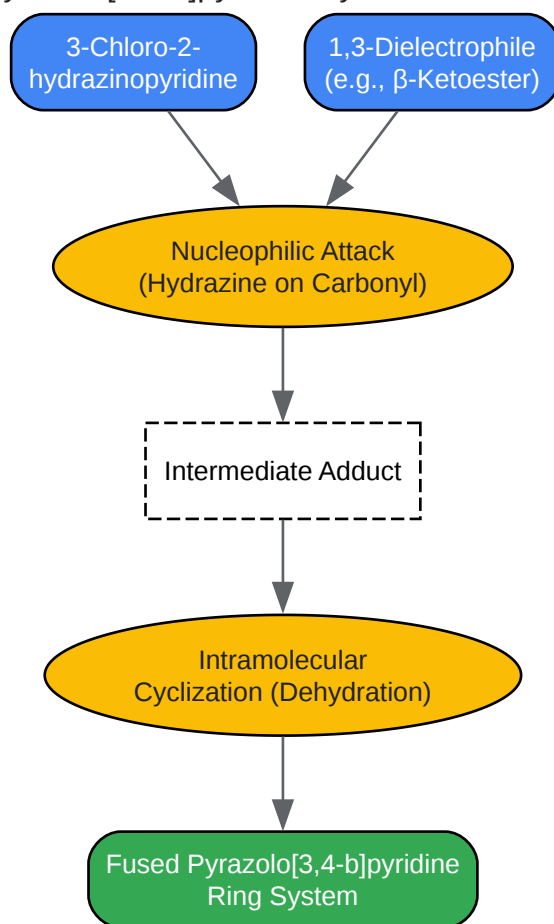 3-Chloro-2-
hydrazinopyridine
1,3-Dielectrophile
(e.g., β-Ketoester)
Nucleophilic Attack
(Hydrazine on Carbonyl)
Intermediate Adduct
Intramolecular
Cyclization (Dehydration)
Fused Pyrazolo[3,4-b]pyridine
Ring System